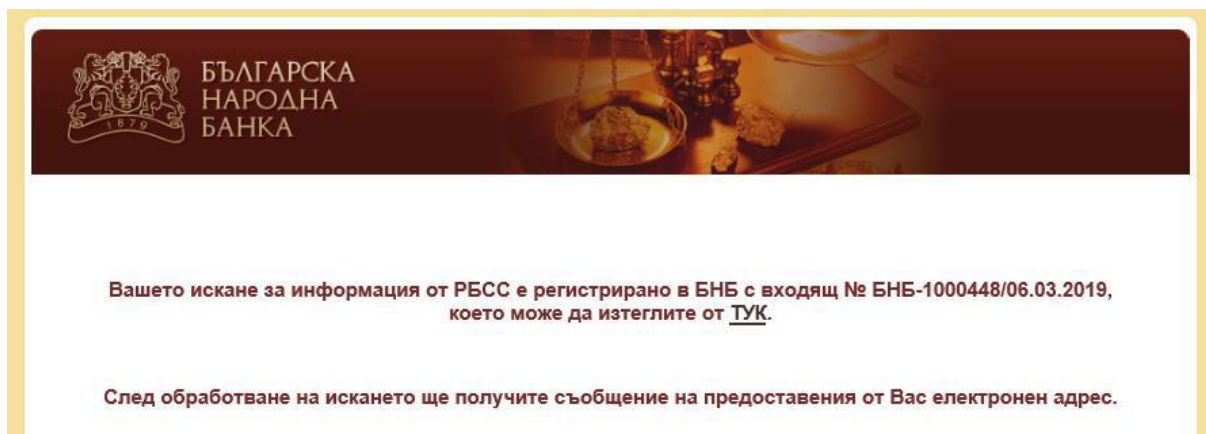 БЪЛГАРСКА
НАРОДНА
БАНКА
1879
Вашето искане за информация от РБСС е регистрирано в БНБ с входящ № БНБ-1000448/06.03.2019,
което може да изтеглите от ТУК.
След обработване на искането ще получите съобщение на предоставения от Вас електронен адрес.